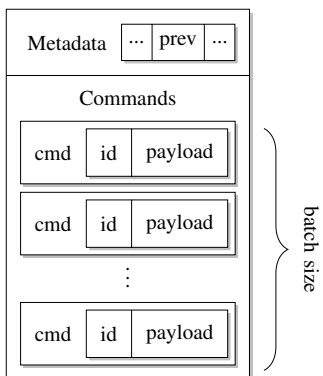 Metadata ... prev ...
Commands
cmd id payload
cmd id payload
⋮
cmd id payload
batch size